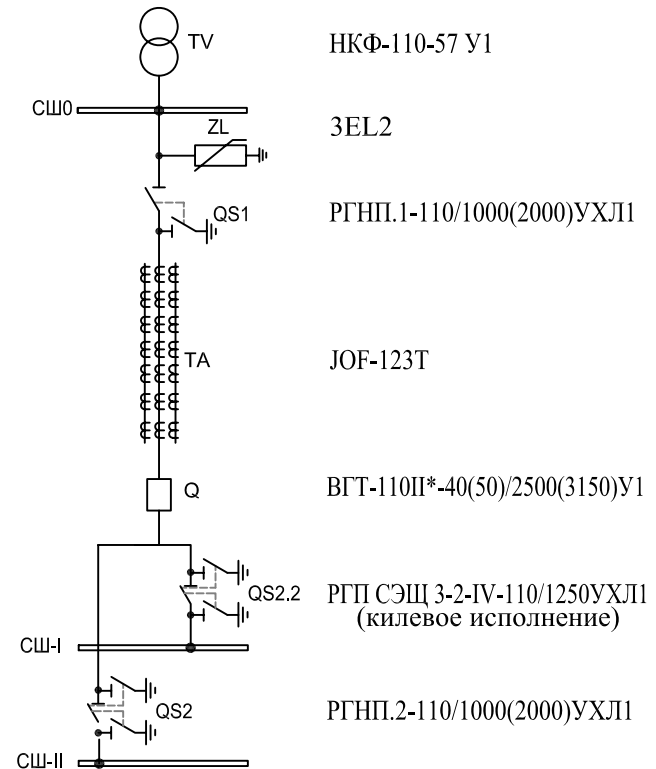 TV
НКФ-110-57 У1
СШ0
ZL
3EL2
QS1
РГНП.1-110/1000(2000)УХЛ1
TA
JOF-123T
Q
ВГТ-110II*-40(50)/2500(3150)У1
QS2.2
РГП СЭЩ 3-2-IV-110/1250УХЛ1
(килевое исполнение)
СШ-I
QS2
РГНП.2-110/1000(2000)УХЛ1
СШ-II